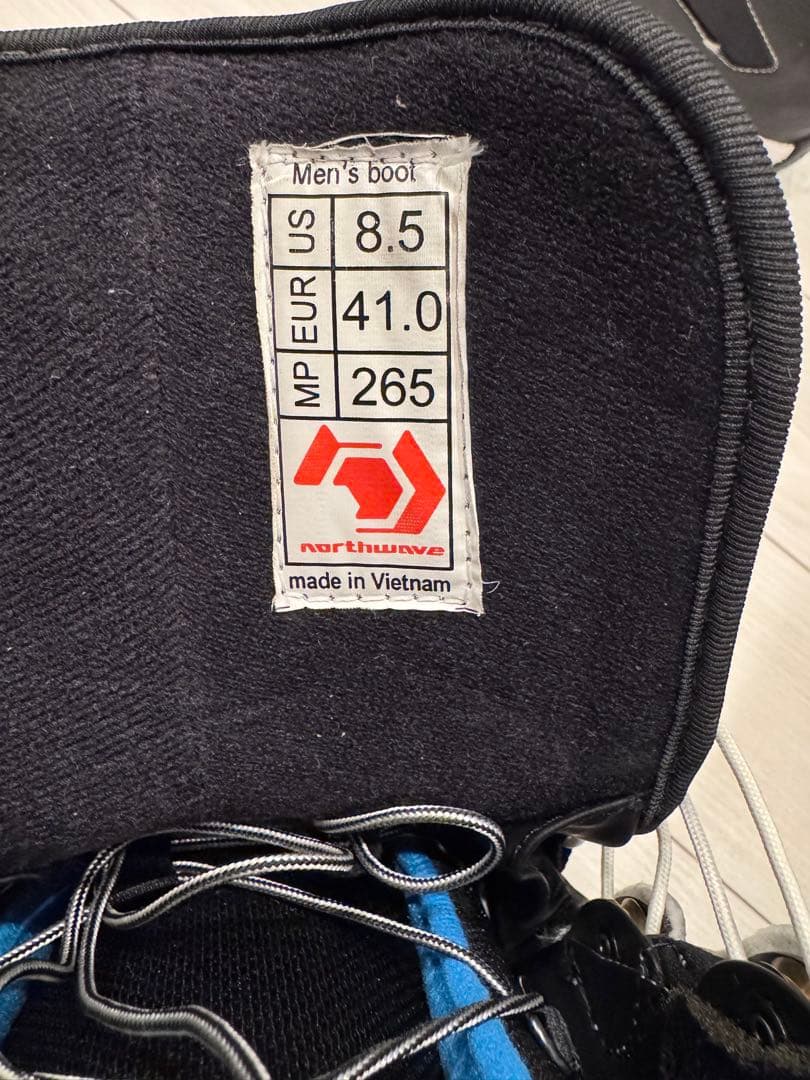 Men's boot
US 8.5
EUR 41.0
MP 265
northwave
made in Vietnam